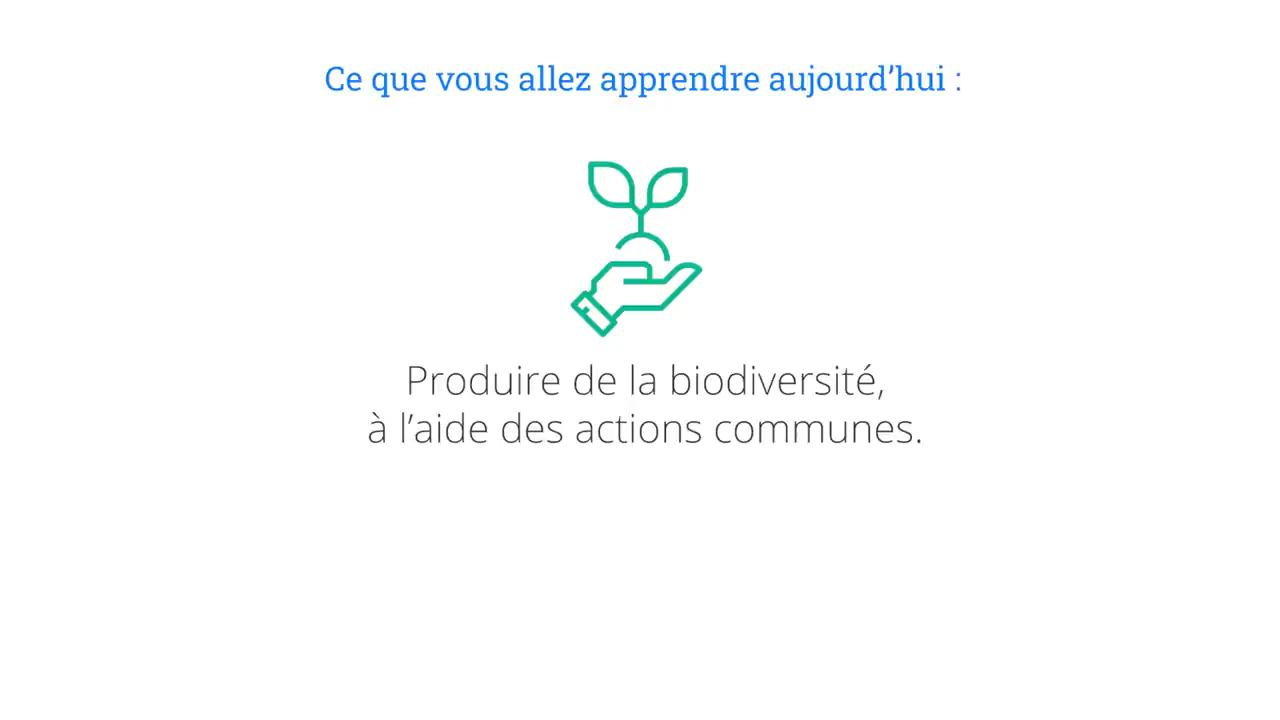 Ce que vous allez apprendre aujourd’hui :
Produire de la biodiversité,
à l’aide des actions communes.